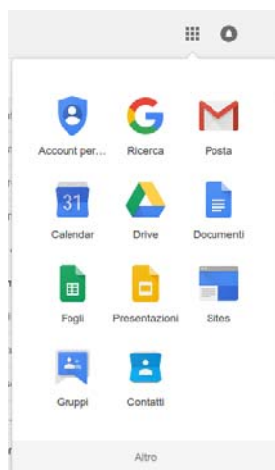 Account per... Ricerca Posta
31
Calendar Drive Documenti
Fogli Presentazioni Sites
Gruppi Contatti
Altro